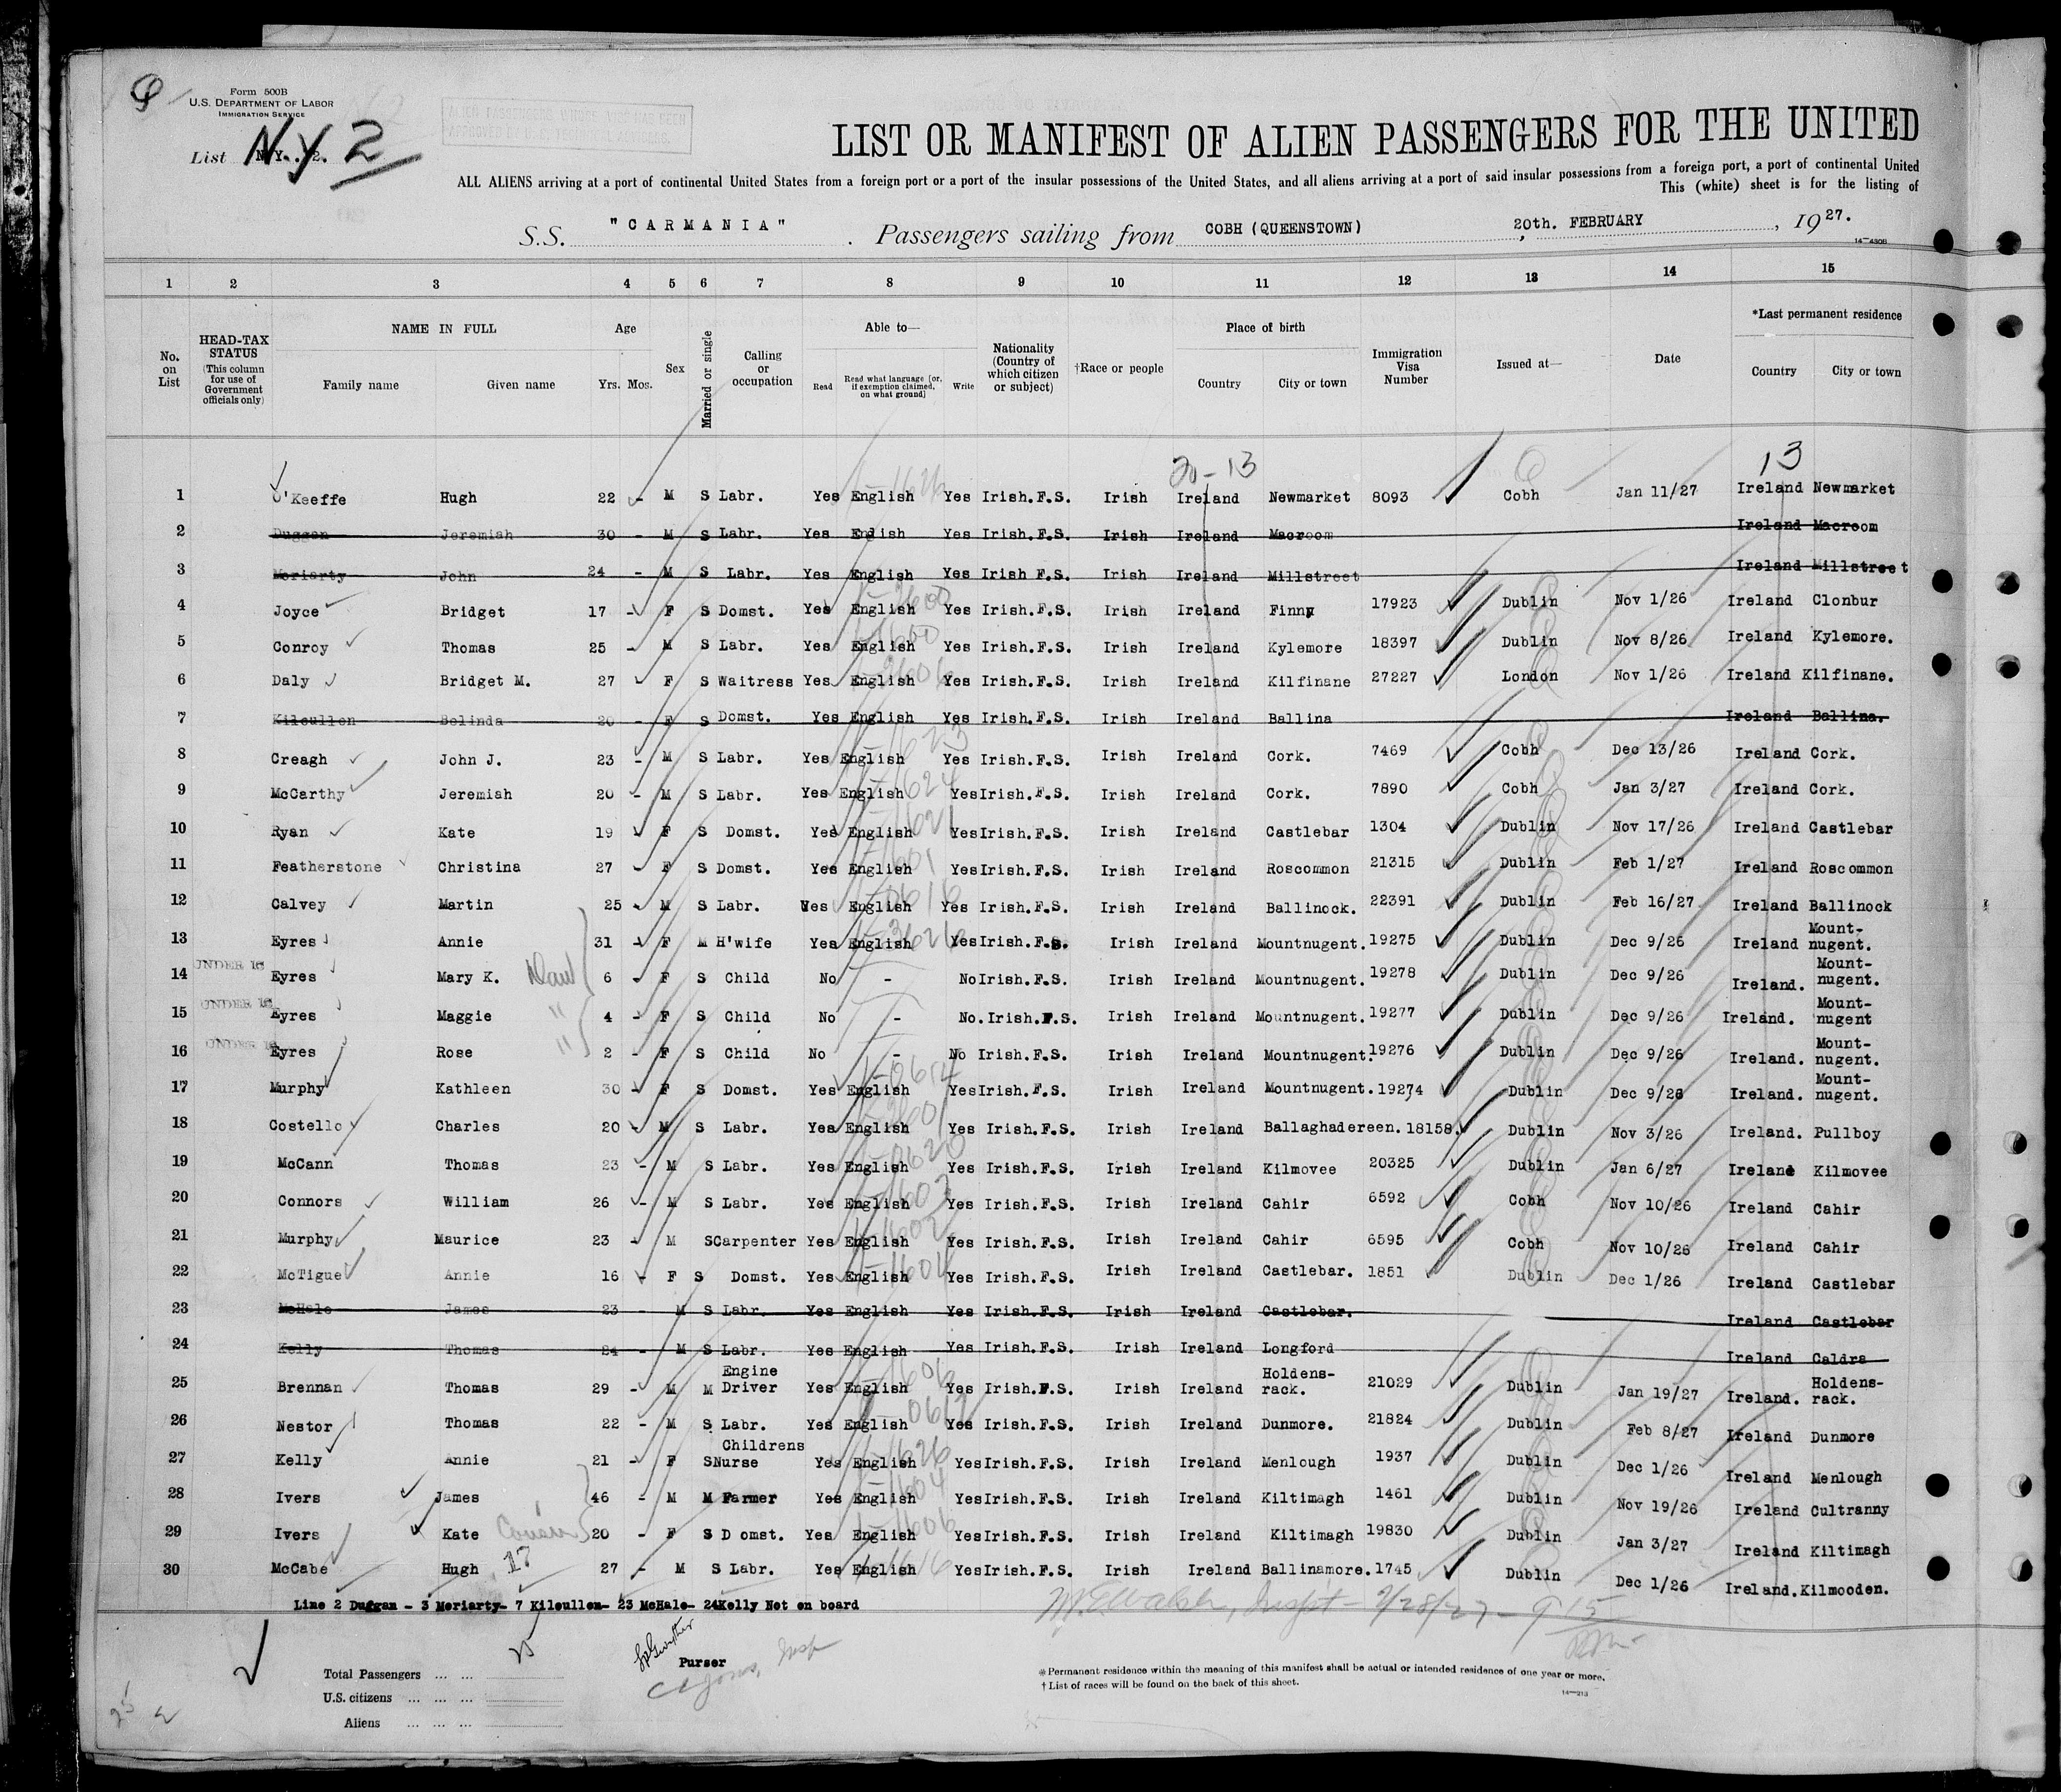 Form 500B
U.S. DEPARTMENT OF LABOR
IMMIGRATION SERVICE
List N.Y. 2.
N.Y 2
LIST OR MANIFEST OF ALIEN PASSENGERS FOR THE UNITED
ALL ALIENS arriving at a port of continental United States from a foreign port or a port of the insular possessions of the United States, and all aliens arriving at a port of said insular possessions from a foreign port, a port of continental United
This (white) sheet is for the listing of
S.S. "CARMANIA" . Passengers sailing from COBH (QUEENSTOWN) , 20th. FEBRUARY , 1927.
14—430B
1 2 3 4 5 6 7 8 9 10 11 12 13 14 15
No. on List
HEAD-TAX STATUS (This column for use of Government officials only)
NAME IN FULL
Family name Given name
Age
Yrs. Mos.
Sex
Married or single
Calling or occupation
Able to—
Read Read what language [or, if exemption claimed, on what ground] Write
Nationality (Country of which citizen or subject)
†Race or people
Place of birth
Country City or town
Immigration Visa Number
Issued at—
Date
*Last permanent residence
Country City or town
20-13 13
1 O'Keeffe Hugh 22 - M S Labr. Yes English Yes Irish.F.S. Irish Ireland Newmarket 8093 Cobh Jan 11/27 Ireland Newmarket
2 Duggan Jeremiah 30 - M S Labr. Yes English Yes Irish.F.S. Irish Ireland Macroom Ireland Macroom
3 Moriarty John 24 - M S Labr. Yes English Yes Irish F.S. Irish Ireland Millstreet Ireland Millstreet
4 Joyce Bridget 17 - F S Domst. Yes English Yes Irish.F.S. Irish Ireland Finny 17923 Dublin Nov 1/26 Ireland Clonbur
5 Conroy Thomas 25 - M S Labr. Yes English Yes Irish.F.S. Irish Ireland Kylemore 18397 Dublin Nov 8/26 Ireland Kylemore.
6 Daly Bridget M. 27 - F S Waitress Yes English Yes Irish.F.S. Irish Ireland Kilfinane 27227 London Nov 1/26 Ireland Kilfinane.
7 Kilcullen Belinda 20 - F S Domst. Yes English Yes Irish.F.S. Irish Ireland Ballina Ireland Ballina.
8 Creagh John J. 23 - M S Labr. Yes English Yes Irish.F.S. Irish Ireland Cork. 7469 Cobh Dec 13/26 Ireland Cork.
9 McCarthy Jeremiah 20 - M S Labr. Yes English Yes Irish.F.S. Irish Ireland Cork. 7890 Cobh Jan 3/27 Ireland Cork.
10 Ryan Kate 19 - F S Domst. Yes English Yes Irish.F.S. Irish Ireland Castlebar 1304 Dublin Nov 17/26 Ireland Castlebar
11 Featherstone Christina 27 - F S Domst. Yes English Yes Irish.F.S. Irish Ireland Roscommon 21315 Dublin Feb 1/27 Ireland Roscommon
12 Calvey Martin 25 - M S Labr. Yes English Yes Irish.F.S. Irish Ireland Ballinock. 22391 Dublin Feb 16/27 Ireland Ballinock
13 Eyres Annie 31 - F M H'wife Yes English Yes Irish.F.S. Irish Ireland Mountnugent. 19275 Dublin Dec 9/26 Ireland Mount-nugent.
UNDER 16
14 Eyres Mary K. Dau 6 - F S Child No - No Irish.F.S. Irish Ireland Mountnugent. 19278 Dublin Dec 9/26 Ireland. Mount-nugent.
UNDER 16
15 Eyres Maggie " 4 - F S Child No - No. Irish.F.S. Irish Ireland Mountnugent. 19277 Dublin Dec 9/26 Ireland. Mount-nugent
UNDER 16
16 Eyres Rose " 2 - F S Child No - No Irish.F.S. Irish Ireland Mountnugent. 19276 Dublin Dec 9/26 Ireland. Mount-nugent.
17 Murphy Kathleen 30 - F S Domst. Yes English Yes Irish.F.S. Irish Ireland Mountnugent. 19274 Dublin Dec 9/26 Ireland. Mount-nugent.
18 Costello Charles 20 - M S Labr. Yes English Yes Irish.F.S. Irish Ireland Ballaghadereen. 18158. Dublin Nov 3/26 Ireland. Pullboy
19 McCann Thomas 23 - M S Labr. Yes English Yes Irish.F.S. Irish Ireland Kilmovee 20325 Dublin Jan 6/27 Ireland Kilmovee
20 Connors William 26 - M S Labr. Yes English Yes Irish.F.S. Irish Ireland Cahir 6592 Cobh Nov 10/26 Ireland Cahir
21 Murphy Maurice 23 - M S Carpenter Yes English Yes Irish.F.S. Irish Ireland Cahir 6595 Cobh Nov 10/26 Ireland Cahir
22 McTigue Annie 16 - F S Domst. Yes English Yes Irish.F.S. Irish Ireland Castlebar. 1851 Dublin Dec 1/26 Ireland Castlebar
23 McHale James 23 - M S Labr. Yes English Yes Irish.F.S. Irish Ireland Castlebar. Ireland Castlebar
24 Kelly Thomas 24 - M S Labr. Yes English Yes Irish.F.S. Irish Ireland Longford Ireland Caldra
25 Brennan Thomas 29 - M M Engine Driver Yes English Yes Irish.F.S. Irish Ireland Holdens-rack. 21029 Dublin Jan 19/27 Ireland. Holdens-rack.
26 Nestor Thomas 22 - M S Labr. Yes English Yes Irish.F.S. Irish Ireland Dunmore. 21824 Dublin Feb 8/27 Ireland Dunmore
27 Kelly Annie 21 - F S Childrens Nurse Yes English Yes Irish.F.S. Irish Ireland Menlough 1937 Dublin Dec 1/26 Ireland Menlough
28 Ivers James 46 - M M Farmer Yes English Yes Irish.F.S. Irish Ireland Kiltimagh 1461 Dublin Nov 19/26 Ireland Cultranny
29 Ivers Kate Cousin 20 - F S D omst. Yes English Yes Irish.F.S. Irish Ireland Kiltimagh 19830 Dublin Jan 3/27 Ireland Kiltimagh
30 McCabe Hugh 17 27 - M S Labr. Yes English Yes Irish.F.S. Irish Ireland Ballinamore. 1745 Dublin Dec 1/26 Ireland. Kilmooden.
Line 2 Duggan - 3 Moriarty- 7 Kilcullen- 23 McHale- 24Kelly Not on board
Walsh, Inspt - 2/28/27 - 9 15
Purser
Insp
Total Passengers ... ... 25
U.S. citizens ... ... ...
Aliens ... ... ...
* Permanent residence within the meaning of this manifest shall be actual or intended residence of one year or more.
† List of races will be found on the back of this sheet.
14—213